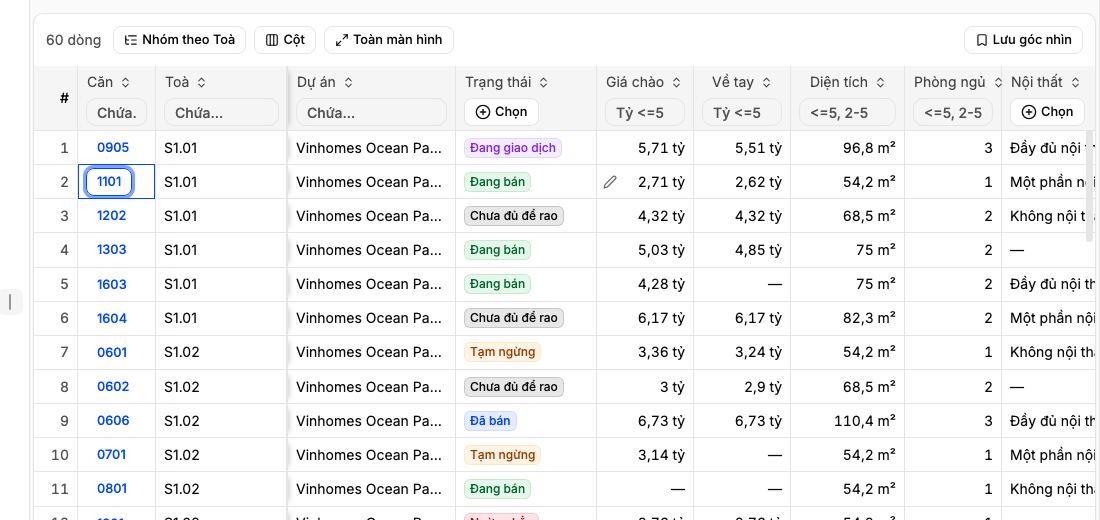 60 dòng Nhóm theo Toà Cột Toàn màn hình Lưu góc nhìn
# Căn Toà Dự án Trạng thái Giá chào Về tay Diện tích Phòng ngủ Nội thất
Chứa. Chứa... Chứa... Chọn Tỷ <=5 Tỷ <=5 <=5, 2-5 <=5, 2-5 Chọn
1 0905 S1.01 Vinhomes Ocean Pa... Đang giao dịch 5,71 tỷ 5,51 tỷ 96,8 m² 3 Đầy đủ nội
2 1101 S1.01 Vinhomes Ocean Pa... Đang bán 2,71 tỷ 2,62 tỷ 54,2 m² 1 Một phần
3 1202 S1.01 Vinhomes Ocean Pa... Chưa đủ để rao 4,32 tỷ 4,32 tỷ 68,5 m² 2 Không nội
4 1303 S1.01 Vinhomes Ocean Pa... Đang bán 5,03 tỷ 4,85 tỷ 75 m² 2 —
5 1603 S1.01 Vinhomes Ocean Pa... Đang bán 4,28 tỷ — 75 m² 2 Đầy đủ nội
6 1604 S1.01 Vinhomes Ocean Pa... Chưa đủ để rao 6,17 tỷ 6,17 tỷ 82,3 m² 2 Một phần
7 0601 S1.02 Vinhomes Ocean Pa... Tạm ngừng 3,36 tỷ 3,24 tỷ 54,2 m² 1 Không nội
8 0602 S1.02 Vinhomes Ocean Pa... Chưa đủ để rao 3 tỷ 2,9 tỷ 68,5 m² 2 —
9 0606 S1.02 Vinhomes Ocean Pa... Đã bán 6,73 tỷ 6,73 tỷ 110,4 m² 3 Đầy đủ nội
10 0701 S1.02 Vinhomes Ocean Pa... Tạm ngừng 3,14 tỷ — 54,2 m² 1 Một phần
11 0801 S1.02 Vinhomes Ocean Pa... Đang bán — — 54,2 m² 1 Không nội